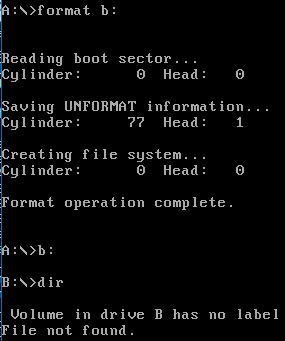 A:\>format b:
Reading boot sector...
Cylinder: 0 Head: 0
Saving UNFORMAT information...
Cylinder: 77 Head: 1
Creating file system...
Cylinder: 0 Head: 0
Format operation complete.
A:\>b:
B:\>dir
Volume in drive B has no label
File not found.